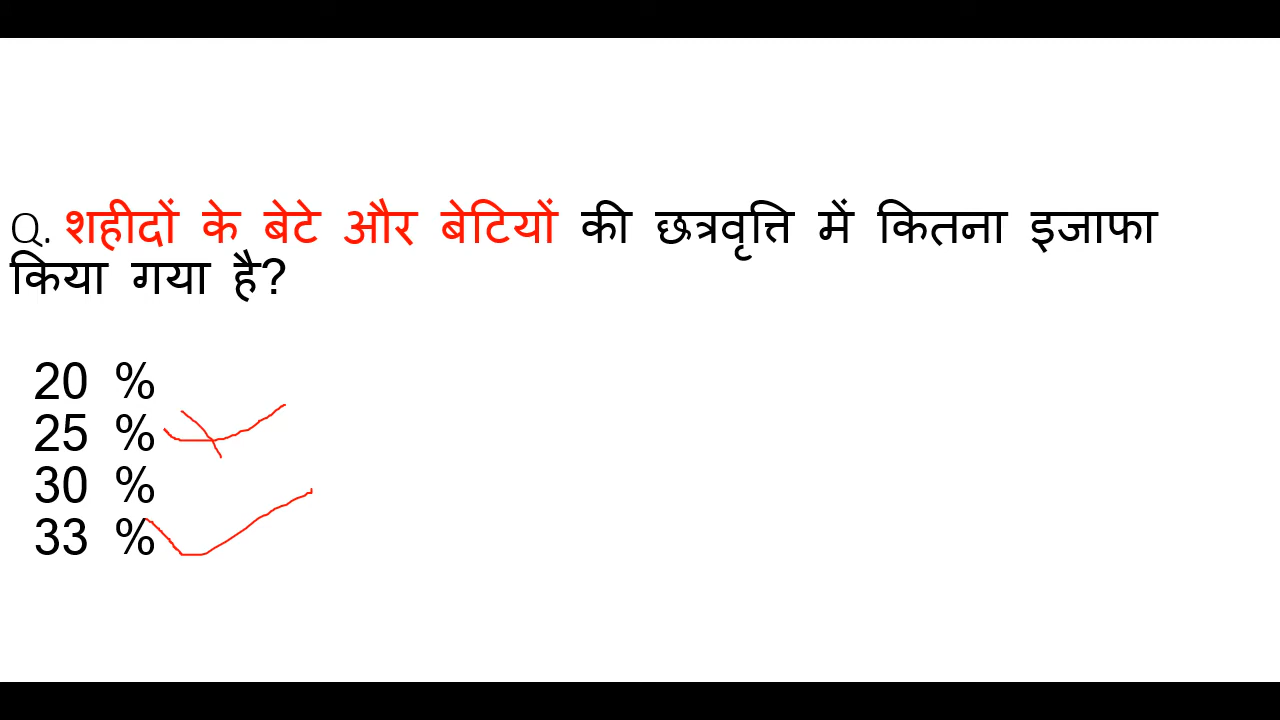 Q. शहीदों के बेटे और बेटियों की छत्रवृत्ति में कितना इजाफा
किया गया है?
20 %
25 %
30 %
33 %